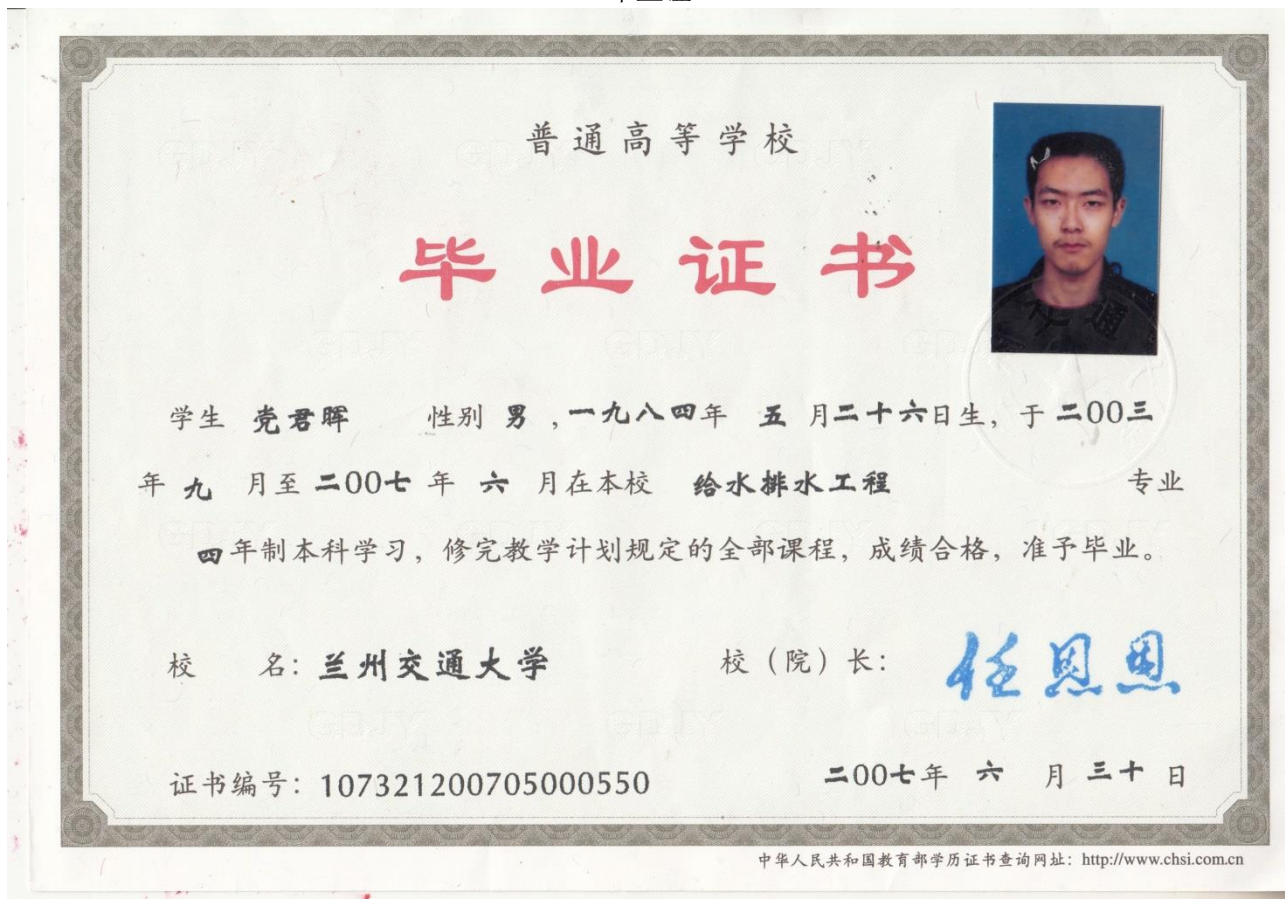 普通高等学校
毕业证书
学生 党君晖 性别 男，一九八四年 五 月二十六日生，于 二00三
年 九 月至 二00七 年 六 月在本校 给水排水工程 专业
四年制本科学习，修完教学计划规定的全部课程，成绩合格，准予毕业。
校 名：兰州交通大学 校（院）长：任恩恩
证书编号：107321200705000550 二00七年 六 月 三十 日
中华人民共和国教育部学历证书查询网址：http://www.chsi.com.cn